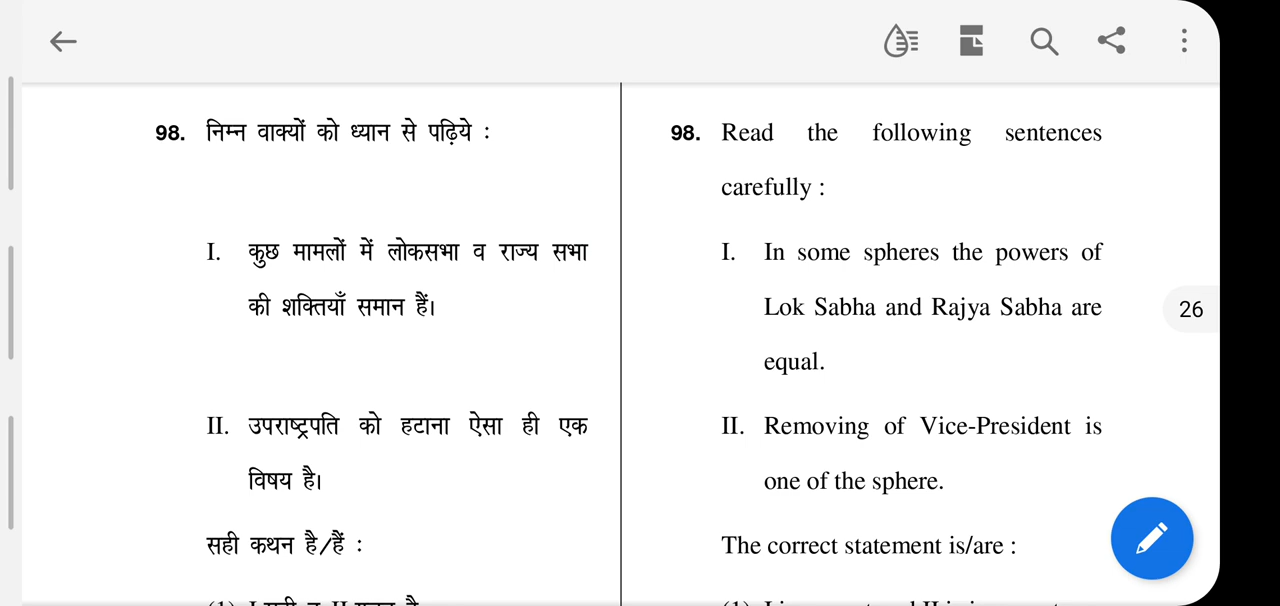 98. निम्न वाक्यों को ध्यान से पढ़िये :
I. कुछ मामलों में लोकसभा व राज्य सभा
की शक्तियाँ समान हैं।
II. उपराष्ट्रपति को हटाना ऐसा ही एक
विषय है।
सही कथन है/हैं :
98. Read the following sentences
carefully :
I. In some spheres the powers of
Lok Sabha and Rajya Sabha are
equal.
II. Removing of Vice-President is
one of the sphere.
The correct statement is/are :
26